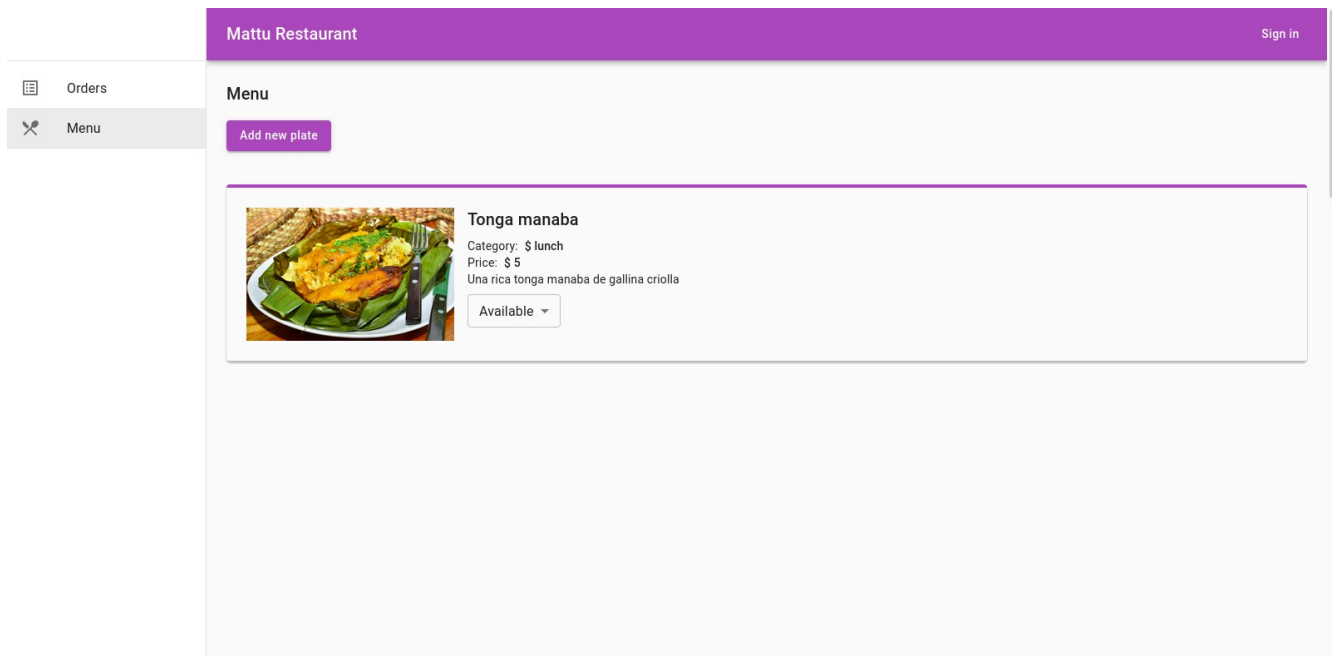 Mattu Restaurant
Sign in
Orders
Menu
Menu
Add new plate
Tonga manaba
Category: $ lunch
Price: $ 5
Una rica tonga manaba de gallina criolla
Available